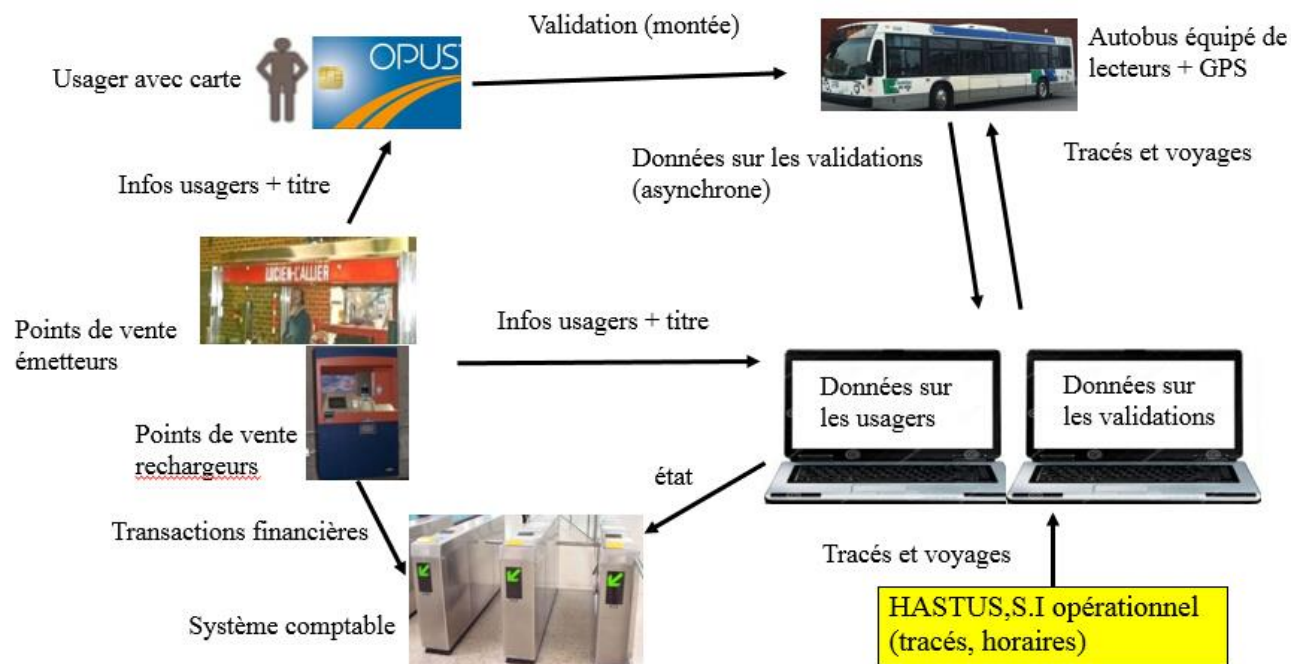 Validation (montée)
Usager avec carte
OPUS
Autobus équipé de
lecteurs + GPS
Infos usagers + titre
Données sur les validations
(asynchrone)
Tracés et voyages
LUCIEN-L'ALLIER
Points de vente
émetteurs
Infos usagers + titre
Données sur
les usagers
Données sur
les validations
Points de vente
rechargeurs
état
Transactions financières
Tracés et voyages
Système comptable
HASTUS,S.I opérationnel
(tracés, horaires)